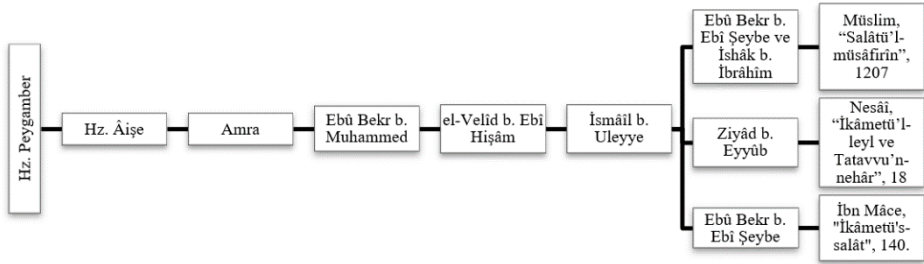 Hz. Peygamber
Hz. Âişe
Amra
Ebû Bekr b.
Muhammed
el-Velîd b. Ebî
Hişâm
İsmâîl b.
Uleyye
Ebû Bekr b.
Ebî Şeybe ve
İshâk b.
İbrâhîm
Müslim,
“Salâtü’l-
müsâfirîn”,
1207
Ziyâd b.
Eyyûb
Nesâî,
“İkâmetü’l-
leyl ve
Tatavvu’n-
nehâr”, 18
Ebû Bekr b.
Ebî Şeybe
İbn Mâce,
"İkâmetü's-
salât", 140.